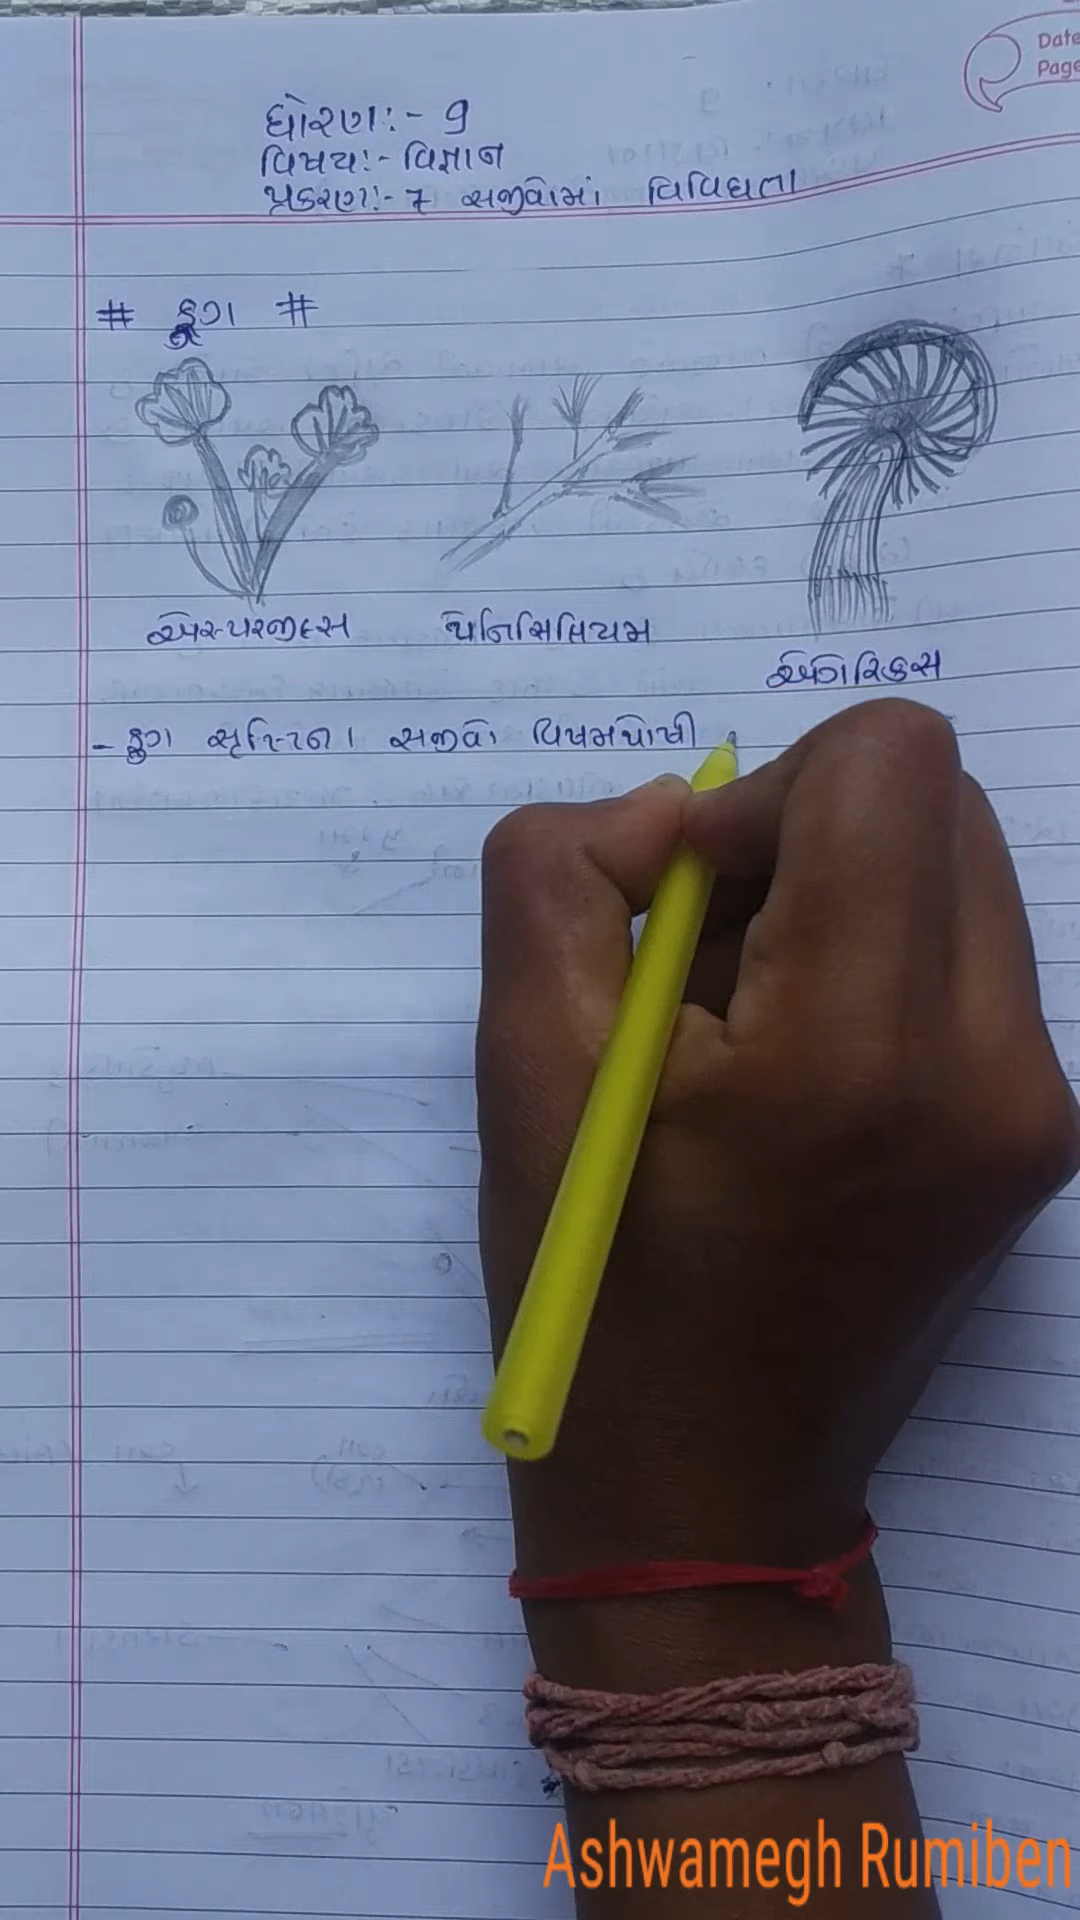 Date
Page
ધોરણઃ- 9
વિષયઃ- વિજ્ઞાન
પ્રકરણઃ- 7 સજીવોમાં વિવિધતા
# ફૂગ #
એસ્પરજીલસ
પેનિસિલિયમ
એગેરિકસ
- ફુગ સૃષ્ટિના સજીવો વિષમપોષી
Ashwamegh Rumiben